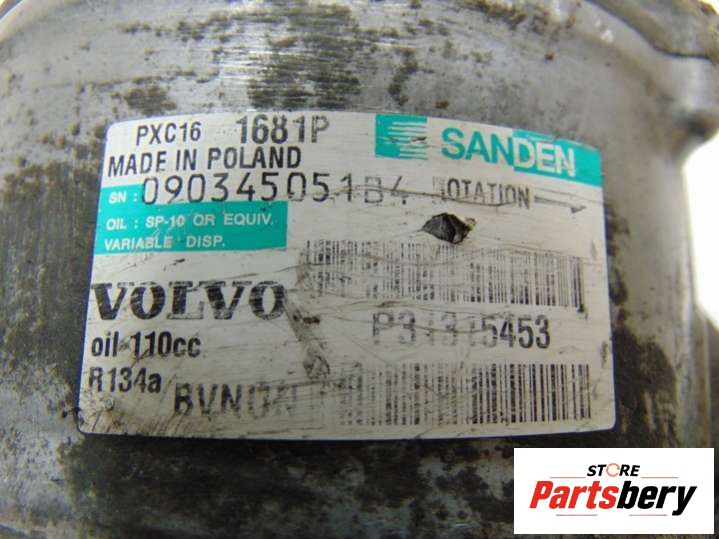 PXC16 1681P SANDEN
MADE IN POLAND
SN: 090345051B4 ROTATION
OIL : SP-10 OR EQUIV.
VARIABLE DISP.
VOLVO
P31315453
oil 110cc
R134a
STORE
Partsbery